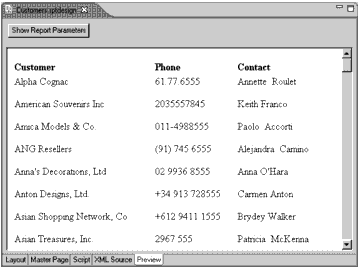 Customers.rptdesign
Show Report Parameters
Customer Phone Contact
Alpha Cognac 61.77.6555 Annette Roulet
American Souvenirs Inc 2035557845 Keith Franco
Amica Models & Co. 011-4988555 Paolo Accorti
ANG Resellers (91) 745 6555 Alejandra Camino
Anna's Decorations, Ltd 02 9936 8555 Anna O'Hara
Anton Designs, Ltd. +34 913 728555 Carmen Anton
Asian Shopping Network, Co +612 9411 1555 Brydey Walker
Asian Treasures, Inc. 2967 555 Patricia McKenna
Layout Master Page Script XML Source Preview